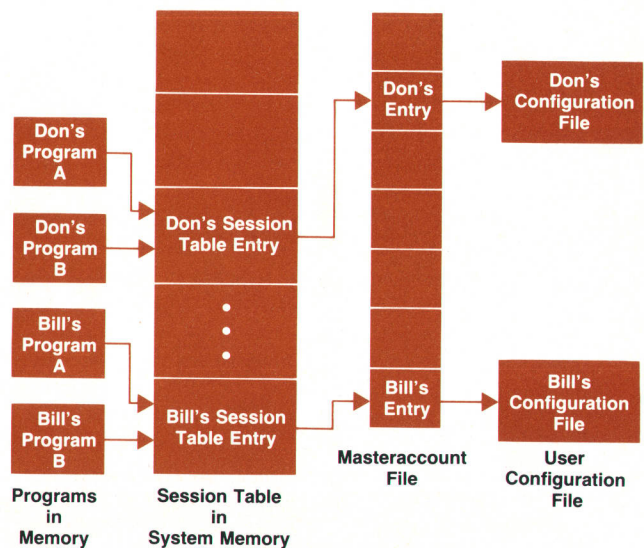 Don's
Program
A
Don's
Program
B
Bill's
Program
A
Bill's
Program
B
Programs
in
Memory
Don's Session
Table Entry
Bill's Session
Table Entry
Session Table
in
System Memory
Don's
Entry
Bill's
Entry
Masteraccount
File
Don's
Configuration
File
Bill's
Configuration
File
User
Configuration
File